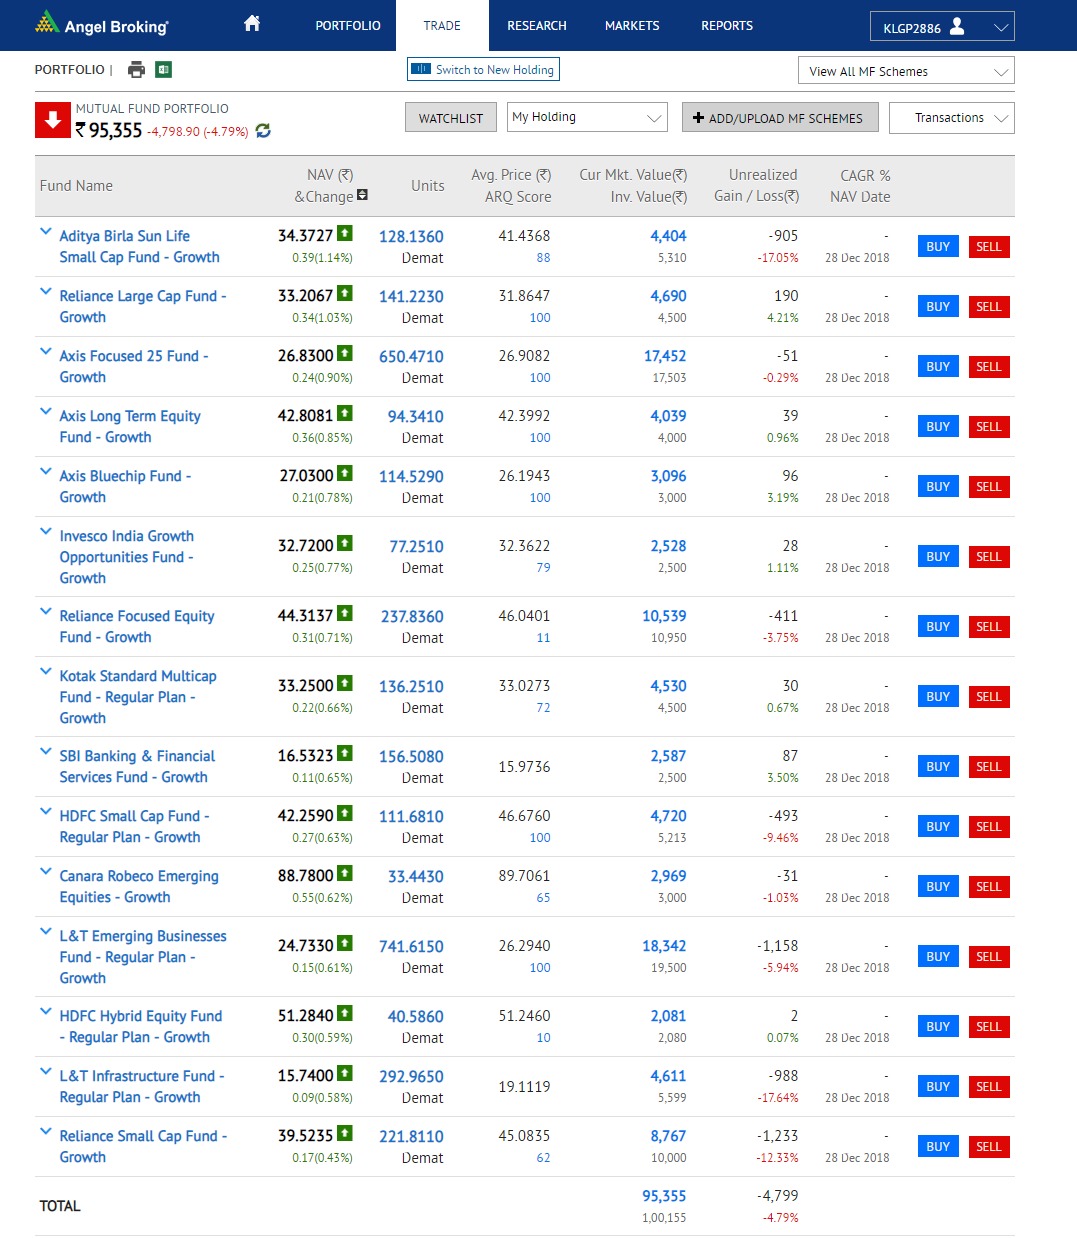 Angel Broking
PORTFOLIO TRADE RESEARCH MARKETS REPORTS KLGP2886
PORTFOLIO | Switch to New Holding View All MF Schemes
MUTUAL FUND PORTFOLIO
₹ 95,355 -4,798.90 (-4.79%) WATCHLIST My Holding ADD/UPLOAD MF SCHEMES Transactions
Fund Name NAV (₹) &Change Units Avg. Price (₹) ARQ Score Cur Mkt. Value(₹) Inv. Value(₹) Unrealized Gain / Loss(₹) CAGR % NAV Date
Aditya Birla Sun Life 34.3727 128.1360 41.4368 4,404 -905 - BUY SELL
Small Cap Fund - Growth 0.39(1.14%) Demat 88 5,310 -17.05% 28 Dec 2018
Reliance Large Cap Fund - 33.2067 141.2230 31.8647 4,690 190 - BUY SELL
Growth 0.34(1.03%) Demat 100 4,500 4.21% 28 Dec 2018
Axis Focused 25 Fund - 26.8300 650.4710 26.9082 17,452 -51 - BUY SELL
Growth 0.24(0.90%) Demat 100 17,503 -0.29% 28 Dec 2018
Axis Long Term Equity 42.8081 94.3410 42.3992 4,039 39 - BUY SELL
Fund - Growth 0.36(0.85%) Demat 100 4,000 0.96% 28 Dec 2018
Axis Bluechip Fund - 27.0300 114.5290 26.1943 3,096 96 - BUY SELL
Growth 0.21(0.78%) Demat 100 3,000 3.19% 28 Dec 2018
Invesco India Growth
Opportunities Fund - 32.7200 77.2510 32.3622 2,528 28 - BUY SELL
Growth 0.25(0.77%) Demat 79 2,500 1.11% 28 Dec 2018
Reliance Focused Equity 44.3137 237.8360 46.0401 10,539 -411 - BUY SELL
Fund - Growth 0.31(0.71%) Demat 11 10,950 -3.75% 28 Dec 2018
Kotak Standard Multicap
Fund - Regular Plan - 33.2500 136.2510 33.0273 4,530 30 - BUY SELL
Growth 0.22(0.66%) Demat 72 4,500 0.67% 28 Dec 2018
SBI Banking & Financial 16.5323 156.5080 15.9736 2,587 87 - BUY SELL
Services Fund - Growth 0.11(0.65%) Demat 2,500 3.50% 28 Dec 2018
HDFC Small Cap Fund - 42.2590 111.6810 46.6760 4,720 -493 - BUY SELL
Regular Plan - Growth 0.27(0.63%) Demat 100 5,213 -9.46% 28 Dec 2018
Canara Robeco Emerging 88.7800 33.4430 89.7061 2,969 -31 - BUY SELL
Equities - Growth 0.55(0.62%) Demat 65 3,000 -1.03% 28 Dec 2018
L&T Emerging Businesses
Fund - Regular Plan - 24.7330 741.6150 26.2940 18,342 -1,158 - BUY SELL
Growth 0.15(0.61%) Demat 100 19,500 -5.94% 28 Dec 2018
HDFC Hybrid Equity Fund 51.2840 40.5860 51.2460 2,081 2 - BUY SELL
- Regular Plan - Growth 0.30(0.59%) Demat 10 2,080 0.07% 28 Dec 2018
L&T Infrastructure Fund - 15.7400 292.9650 19.1119 4,611 -988 - BUY SELL
Regular Plan - Growth 0.09(0.58%) Demat 5,599 -17.64% 28 Dec 2018
Reliance Small Cap Fund - 39.5235 221.8110 45.0835 8,767 -1,233 - BUY SELL
Growth 0.17(0.43%) Demat 62 10,000 -12.33% 28 Dec 2018
TOTAL 95,355 -4,799
1,00,155 -4.79%